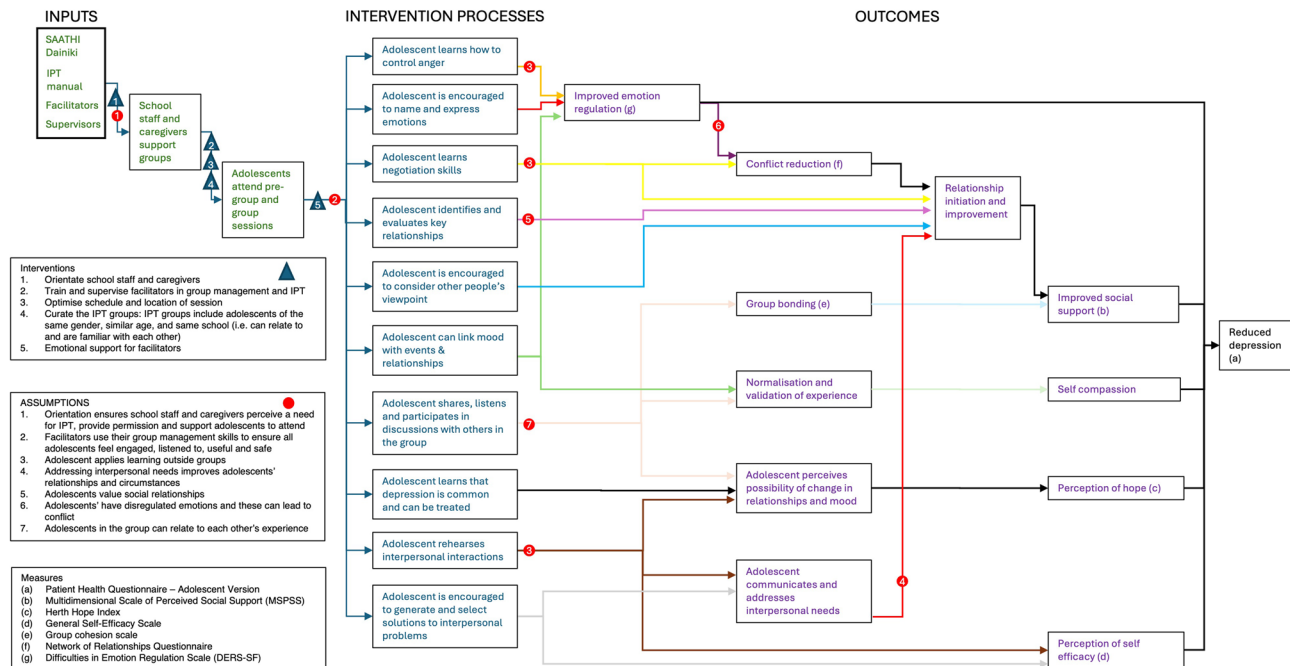 INPUTS
INTERVENTION PROCESSES
OUTCOMES
SAATHI
Dainiki
IPT
manual
Facilitators
Supervisors
1
1
School
staff and
caregivers
support
groups
2
3
4
Adolescents
attend pre-
group and
group
sessions
5
2
Adolescent learns how to
control anger
3
Adolescent is encouraged
to name and express
emotions
Adolescent learns
negotiation skills
3
Adolescent identifies and
evaluates key
relationships
5
Adolescent is encouraged
to consider other people's
viewpoint
Adolescent can link mood
with events &
relationships
Adolescent shares, listens
and participates in
discussions with others in
the group
7
Adolescent learns that
depression is common
and can be treated
Adolescent rehearses
interpersonal interactions
3
Adolescent is encouraged
to generate and select
solutions to interpersonal
problems
Improved emotion
regulation (g)
6
Conflict reduction (f)
Relationship
initiation and
improvement
Group bonding (e)
Improved social
support (b)
Normalisation and
validation of experience
Self compassion
Adolescent perceives
possibility of change in
relationships and mood
Perception of hope (c)
Adolescent
communicates and
addresses
interpersonal needs
4
Perception of self
efficacy (d)
Reduced
depression
(a)
Interventions
1. Orientate school staff and caregivers
2. Train and supervise facilitators in group management and IPT
3. Optimise schedule and location of session
4. Curate the IPT groups: IPT groups include adolescents of the
same gender, similar age, and same school (i.e. can relate to
and are familiar with each other)
5. Emotional support for facilitators
ASSUMPTIONS
1. Orientation ensures school staff and caregivers perceive a need
for IPT, provide permission and support adolescents to attend
2. Facilitators use their group management skills to ensure all
adolescents feel engaged, listened to, useful and safe
3. Adolescent applies learning outside groups
4. Addressing interpersonal needs improves adolescents'
relationships and circumstances
5. Adolescents value social relationships
6. Adolescents' have disregulated emotions and these can lead to
conflict
7. Adolescents in the group can relate to each other's experience
Measures
(a) Patient Health Questionnaire – Adolescent Version
(b) Multidimensional Scale of Perceived Social Support (MSPSS)
(c) Herth Hope Index
(d) General Self-Efficacy Scale
(e) Group cohesion scale
(f) Network of Relationships Questionnaire
(g) Difficulties in Emotion Regulation Scale (DERS-SF)